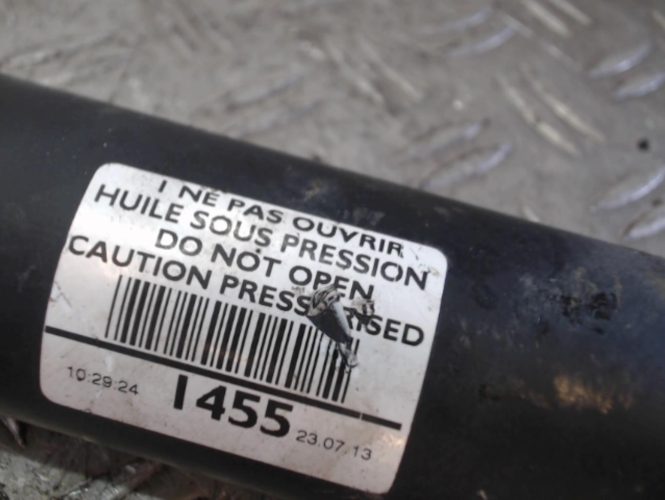 ! NE PAS OUVRIR
HUILE SOUS PRESSION
DO NOT OPEN
CAUTION PRESSURISED
10:29:24 1455 23.07.13